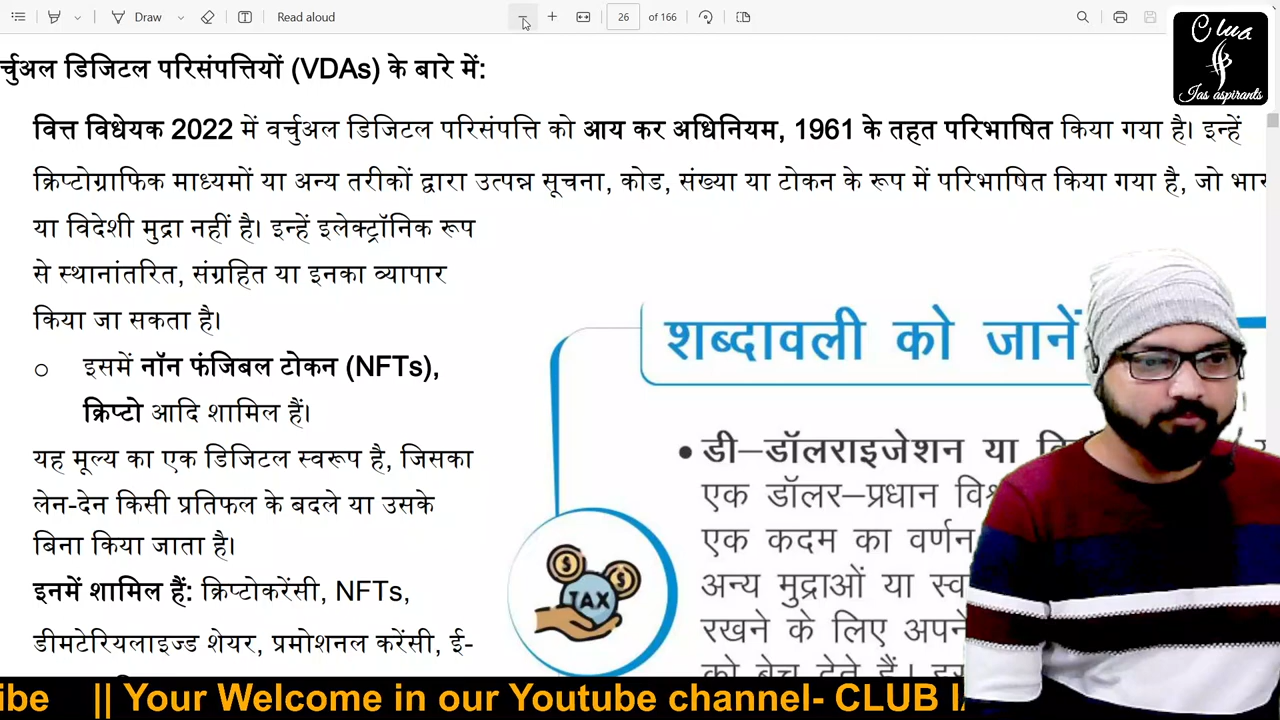 Draw
Read aloud
26
of 166
Clua
Ias aspirants
र्चुअल डिजिटल परिसंपत्तियों (VDAs) के बारे में:
वित्त विधेयक 2022 में वर्चुअल डिजिटल परिसंपत्ति को आय कर अधिनियम, 1961 के तहत परिभाषित किया गया है। इन्हें
क्रिप्टोग्राफिक माध्यमों या अन्य तरीकों द्वारा उत्पन्न सूचना, कोड, संख्या या टोकन के रूप में परिभाषित किया गया है, जो
या विदेशी मुद्रा नहीं है। इन्हें इलेक्ट्रॉनिक रूप
से स्थानांतरित, संग्रहित या इनका व्यापार
किया जा सकता है।
इसमें नॉन फंजिबल टोकन (NFTs),
क्रिप्टो आदि शामिल हैं।
यह मूल्य का एक डिजिटल स्वरूप है, जिसका
लेन-देन किसी प्रतिफल के बदले या उसके
बिना किया जाता है।
इनमें शामिल हैं: क्रिप्टोकरेंसी, NFTs,
डीमटेरियलाइज्ड शेयर, प्रमोशनल करेंसी, ई-
शब्दावली को जानें
• डी–डॉलराइजेशन या
एक डॉलर–प्रधान
एक कदम का वर्णन
अन्य मुद्राओं या
रखने के लिए अपने
को बेच देते हैं।
TAX
ibe || Your Welcome in our Youtube channel- CLUB